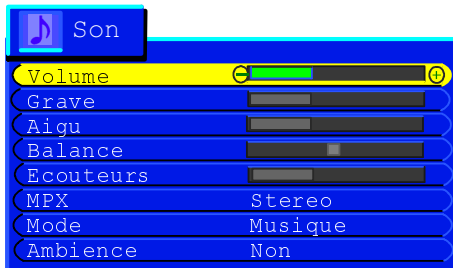 Son
Volume
Grave
Aigu
Balance
Ecouteurs
MPX Stereo
Mode Musique
Ambience Non